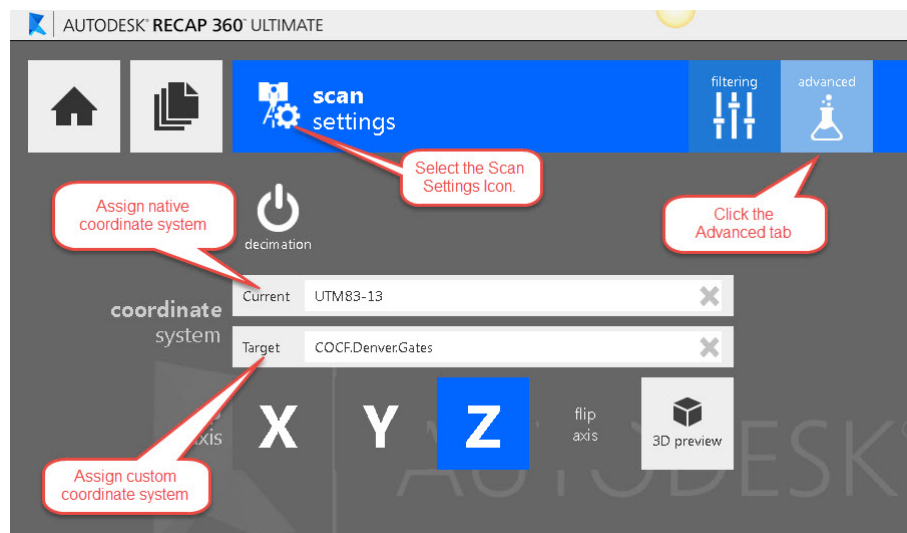 AUTODESK® RECAP 360™ ULTIMATE
filtering
advanced
scan
settings
Select the Scan
Settings Icon.
Assign native
coordinate system
Click the
Advanced tab
decimation
coordinate
system
Current UTM83-13
Target COCF.Denver.Gates
X Y Z
flip
axis
3D preview
Assign custom
coordinate system
AUTODESK®